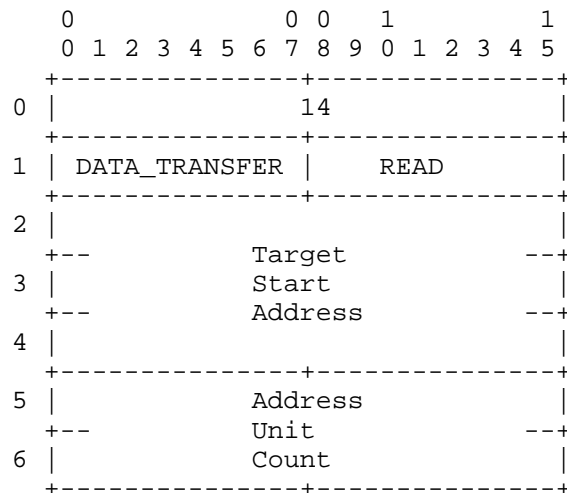 0 0 0 1 1
0 1 2 3 4 5 6 7 8 9 0 1 2 3 4 5
+---------------+---------------+
0 | 14 |
+---------------+---------------+
1 | DATA_TRANSFER | READ |
+---------------+---------------+
2 | |
+-- Target --+
3 | Start |
+-- Address --+
4 | |
+---------------+---------------+
5 | Address |
+-- Unit --+
6 | Count |
+---------------+---------------+